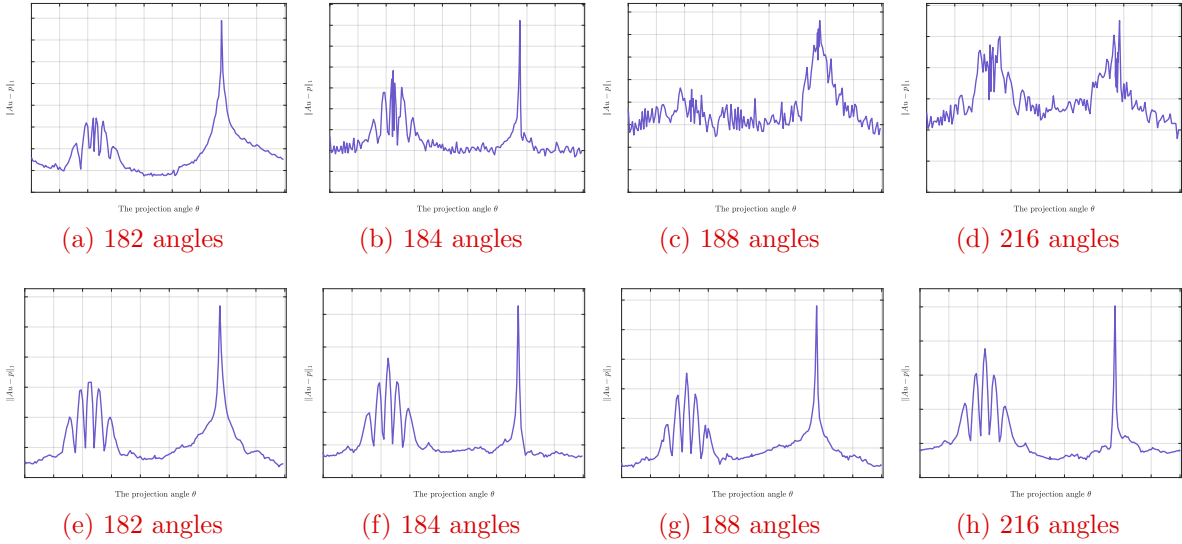 ‖Au − p‖₁
‖Au − p‖₁
‖Au − p‖₁
‖Au − p‖₁
The projection angle θ
The projection angle θ
The projection angle θ
The projection angle θ
(a) 182 angles
(b) 184 angles
(c) 188 angles
(d) 216 angles
‖Au − p‖₁
‖Au − p‖₁
‖Au − p‖₁
‖Au − p‖₁
The projection angle θ
The projection angle θ
The projection angle θ
The projection angle θ
(e) 182 angles
(f) 184 angles
(g) 188 angles
(h) 216 angles